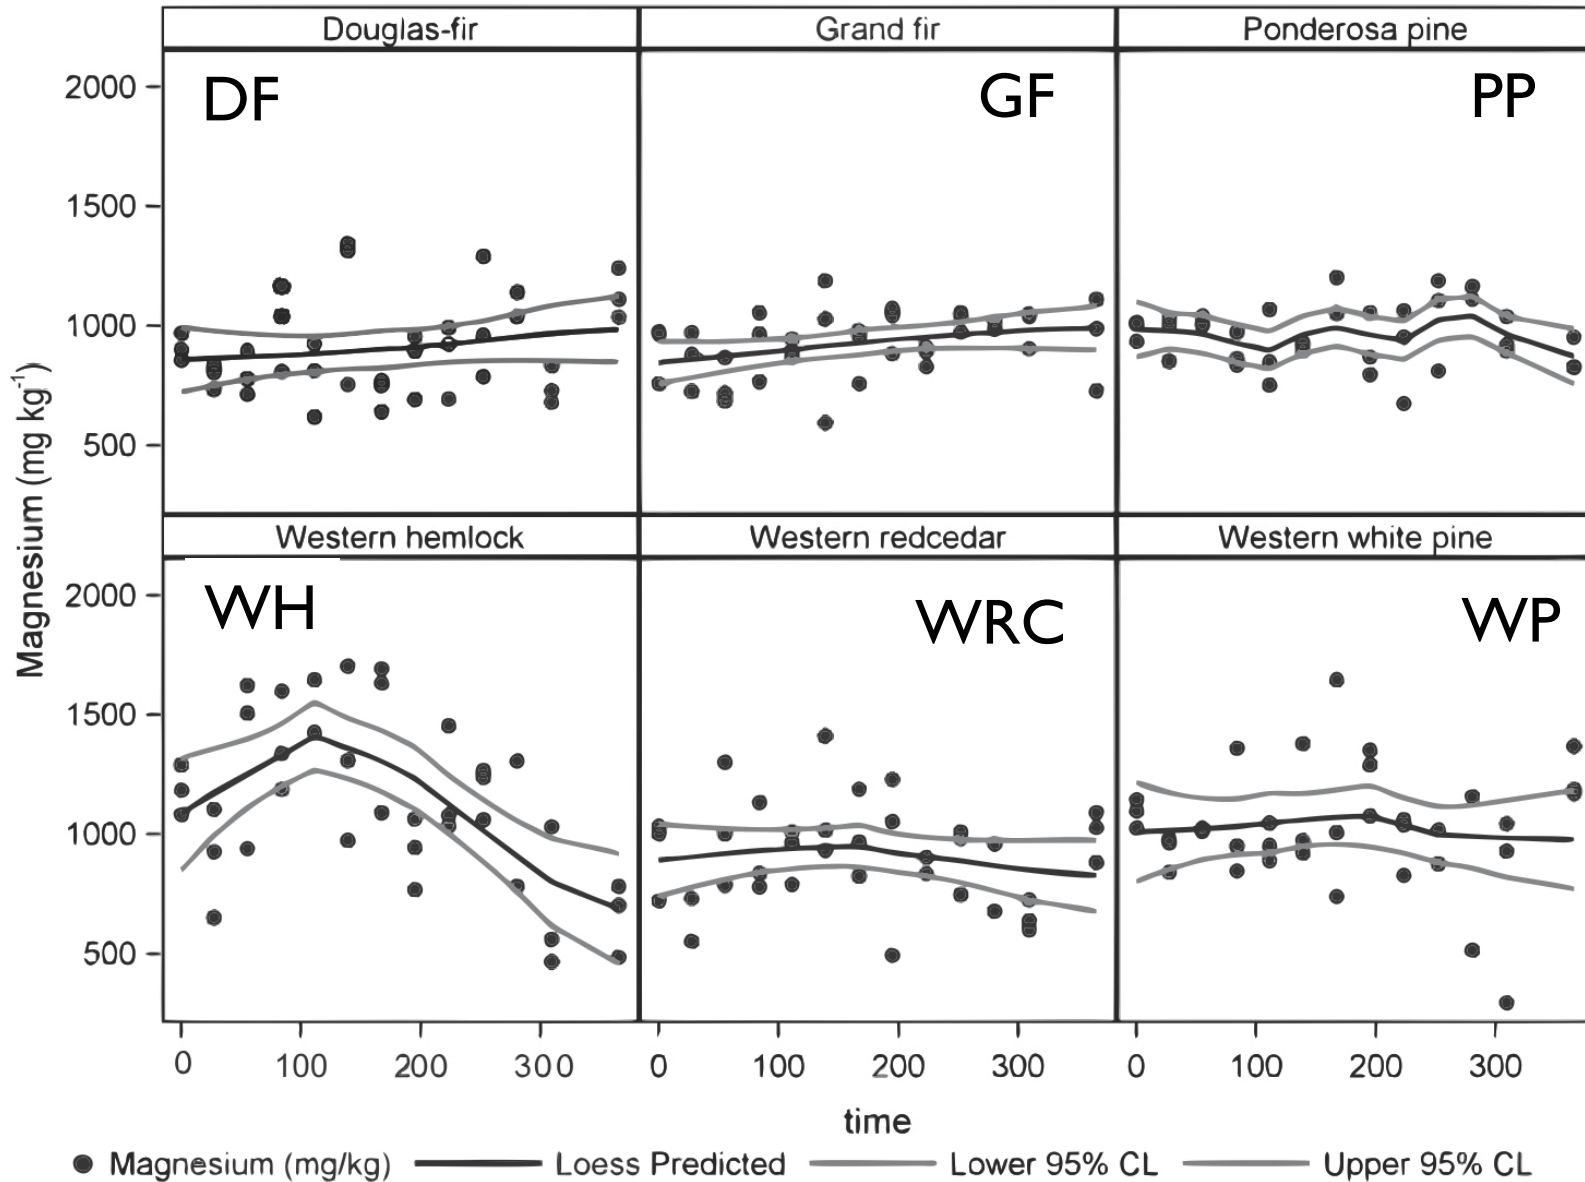 Douglas-fir Grand fir Ponderosa pine
DF GF PP
2000
1500
1000
500
Magnesium (mg kg-1)
Western hemlock Western redcedar Western white pine
WH WRC WP
2000
1500
1000
500
0 100 200 300 0 100 200 300 0 100 200 300
time
Magnesium (mg/kg) Loess Predicted Lower 95% CL Upper 95% CL